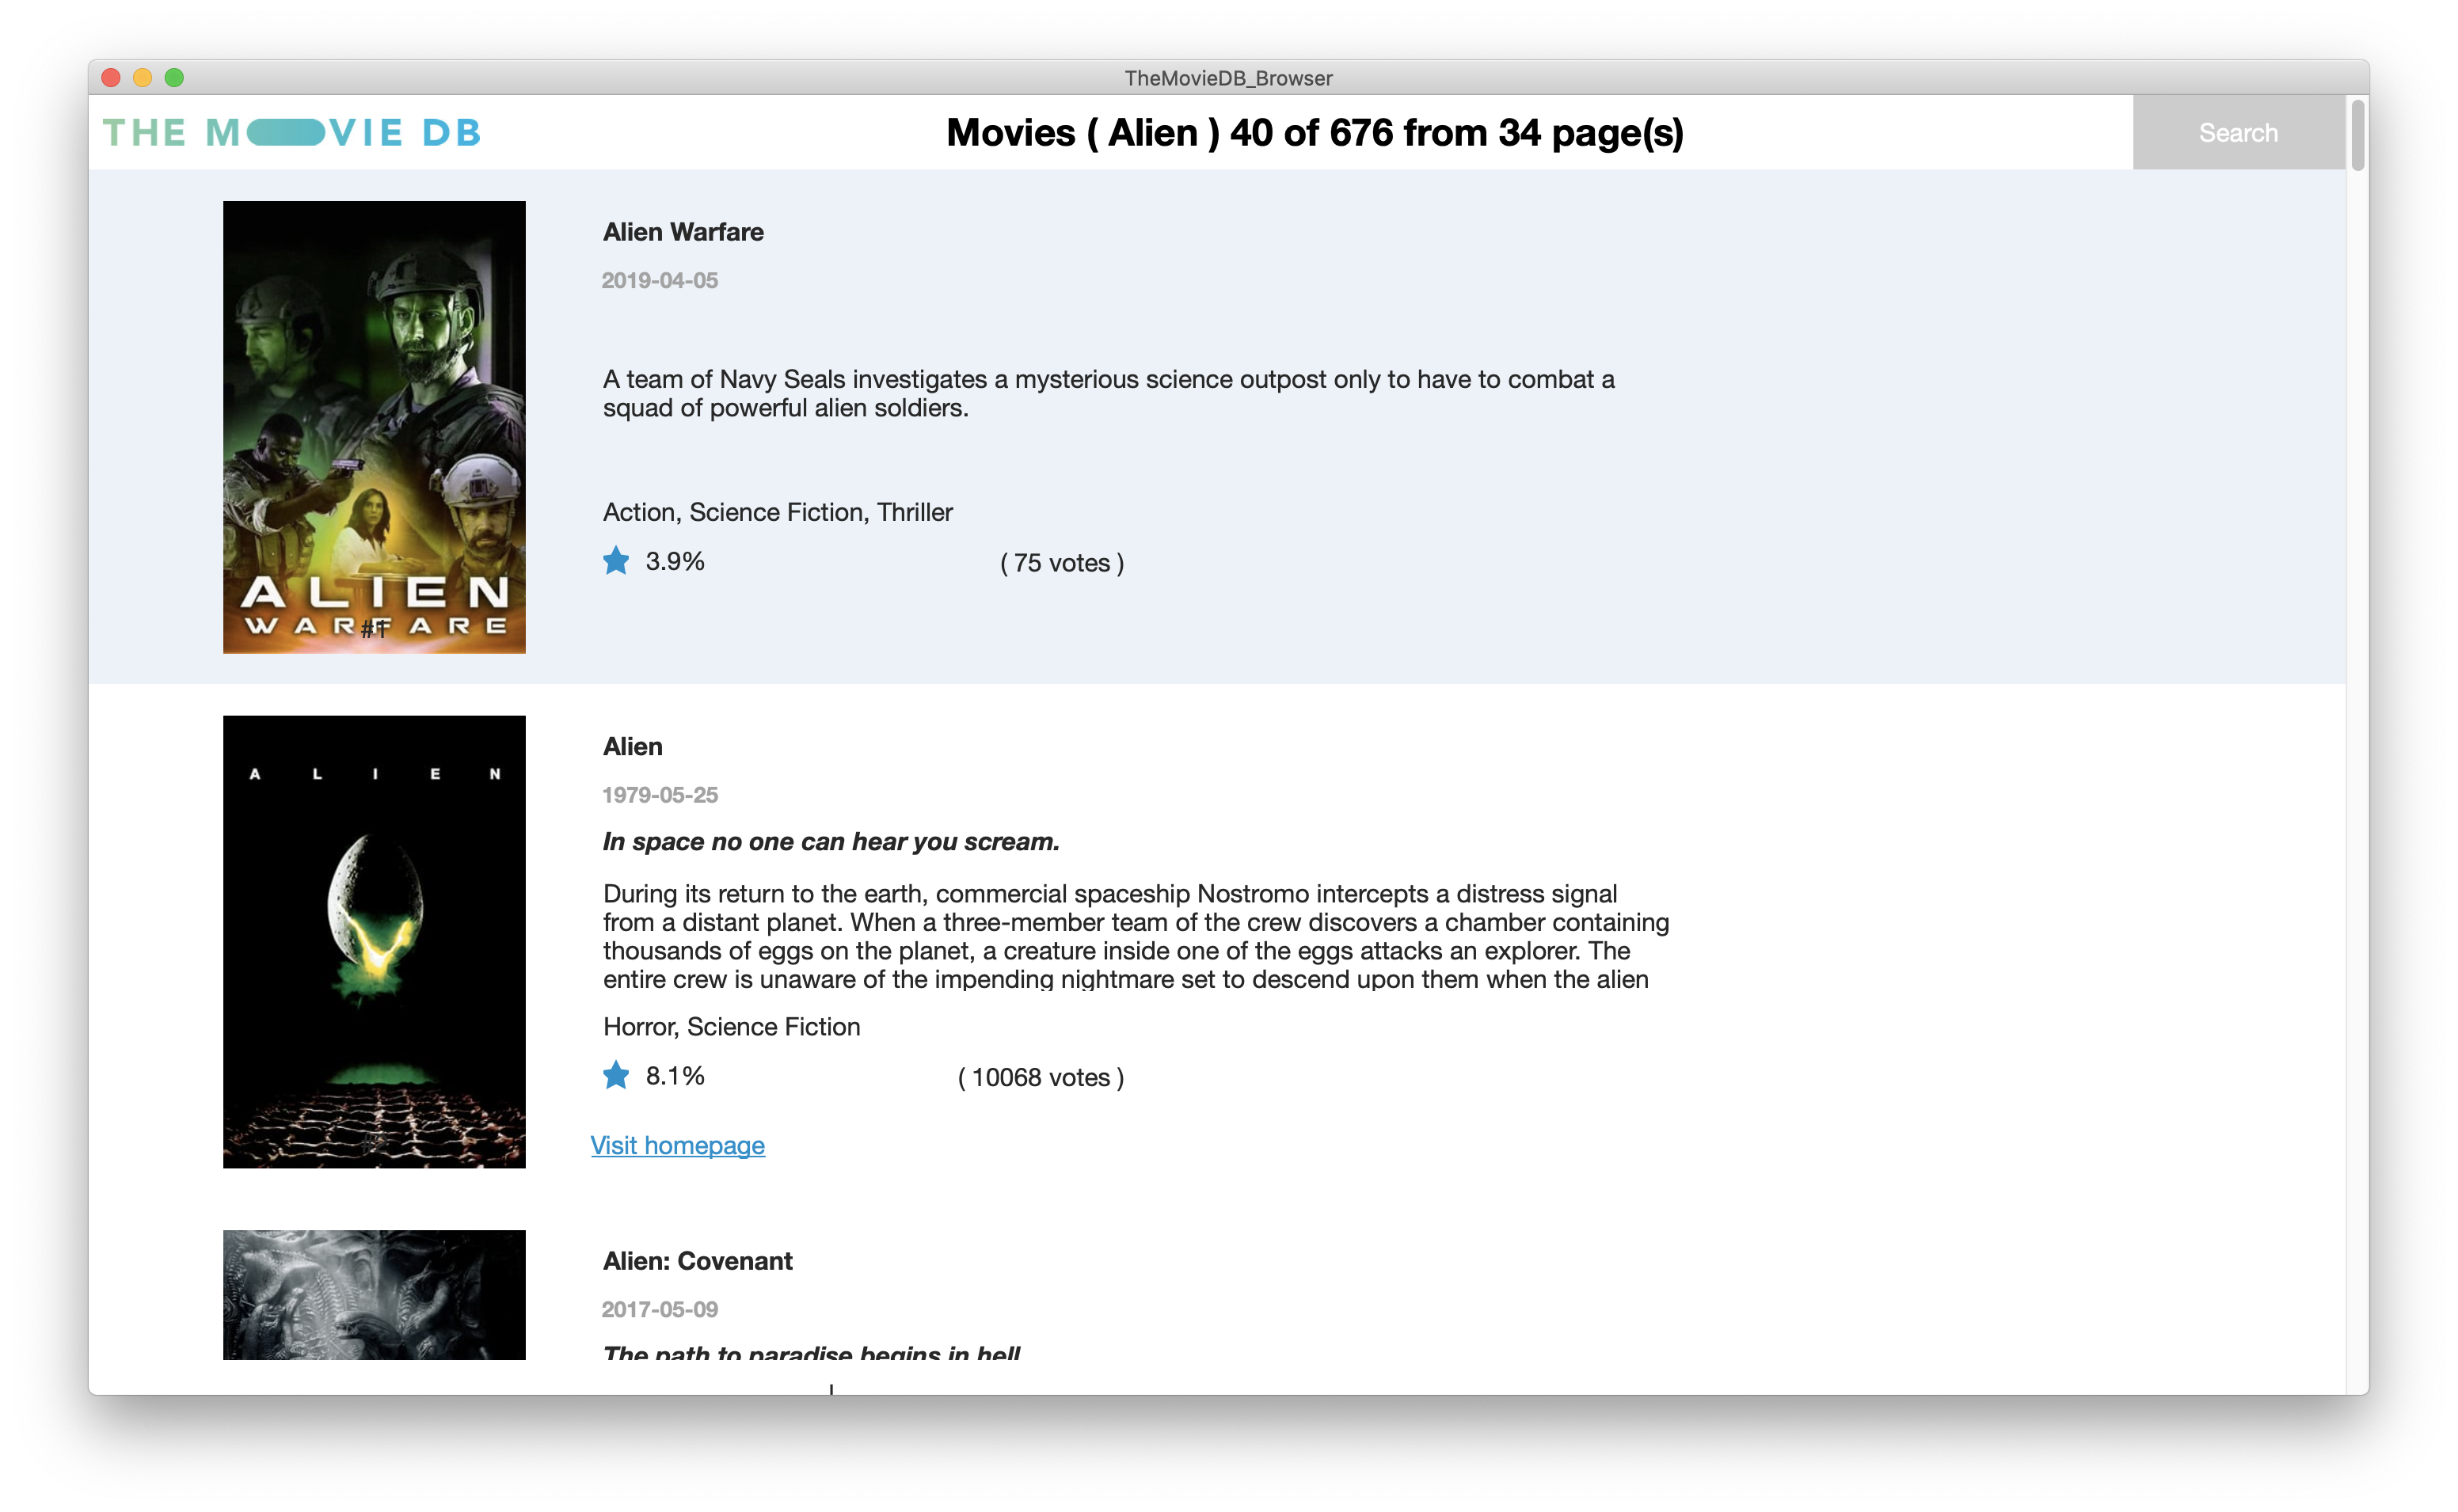 TheMovieDB_Browser
THE MOVIE DB
Movies ( Alien ) 40 of 676 from 34 page(s)
Search
Alien Warfare
2019-04-05
A team of Navy Seals investigates a mysterious science outpost only to have to combat a
squad of powerful alien soldiers.
Action, Science Fiction, Thriller
3.9%
( 75 votes )
ALIEN
WARFARE
#1
Alien
1979-05-25
In space no one can hear you scream.
During its return to the earth, commercial spaceship Nostromo intercepts a distress signal
from a distant planet. When a three-member team of the crew discovers a chamber containing
thousands of eggs on the planet, a creature inside one of the eggs attacks an explorer. The
entire crew is unaware of the impending nightmare set to descend upon them when the alien
Horror, Science Fiction
8.1%
( 10068 votes )
Visit homepage
ALIEN
#2
Alien: Covenant
2017-05-09
The path to paradise begins in hell